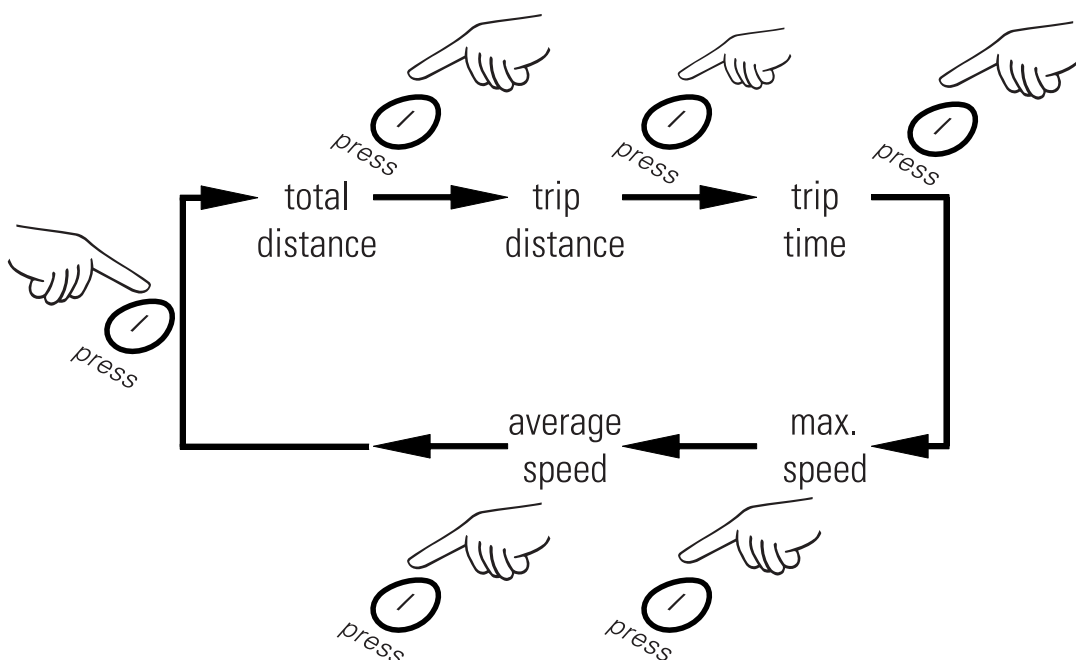 press
press
press
total
distance
trip
distance
trip
time
press
average
speed
max.
speed
press
press